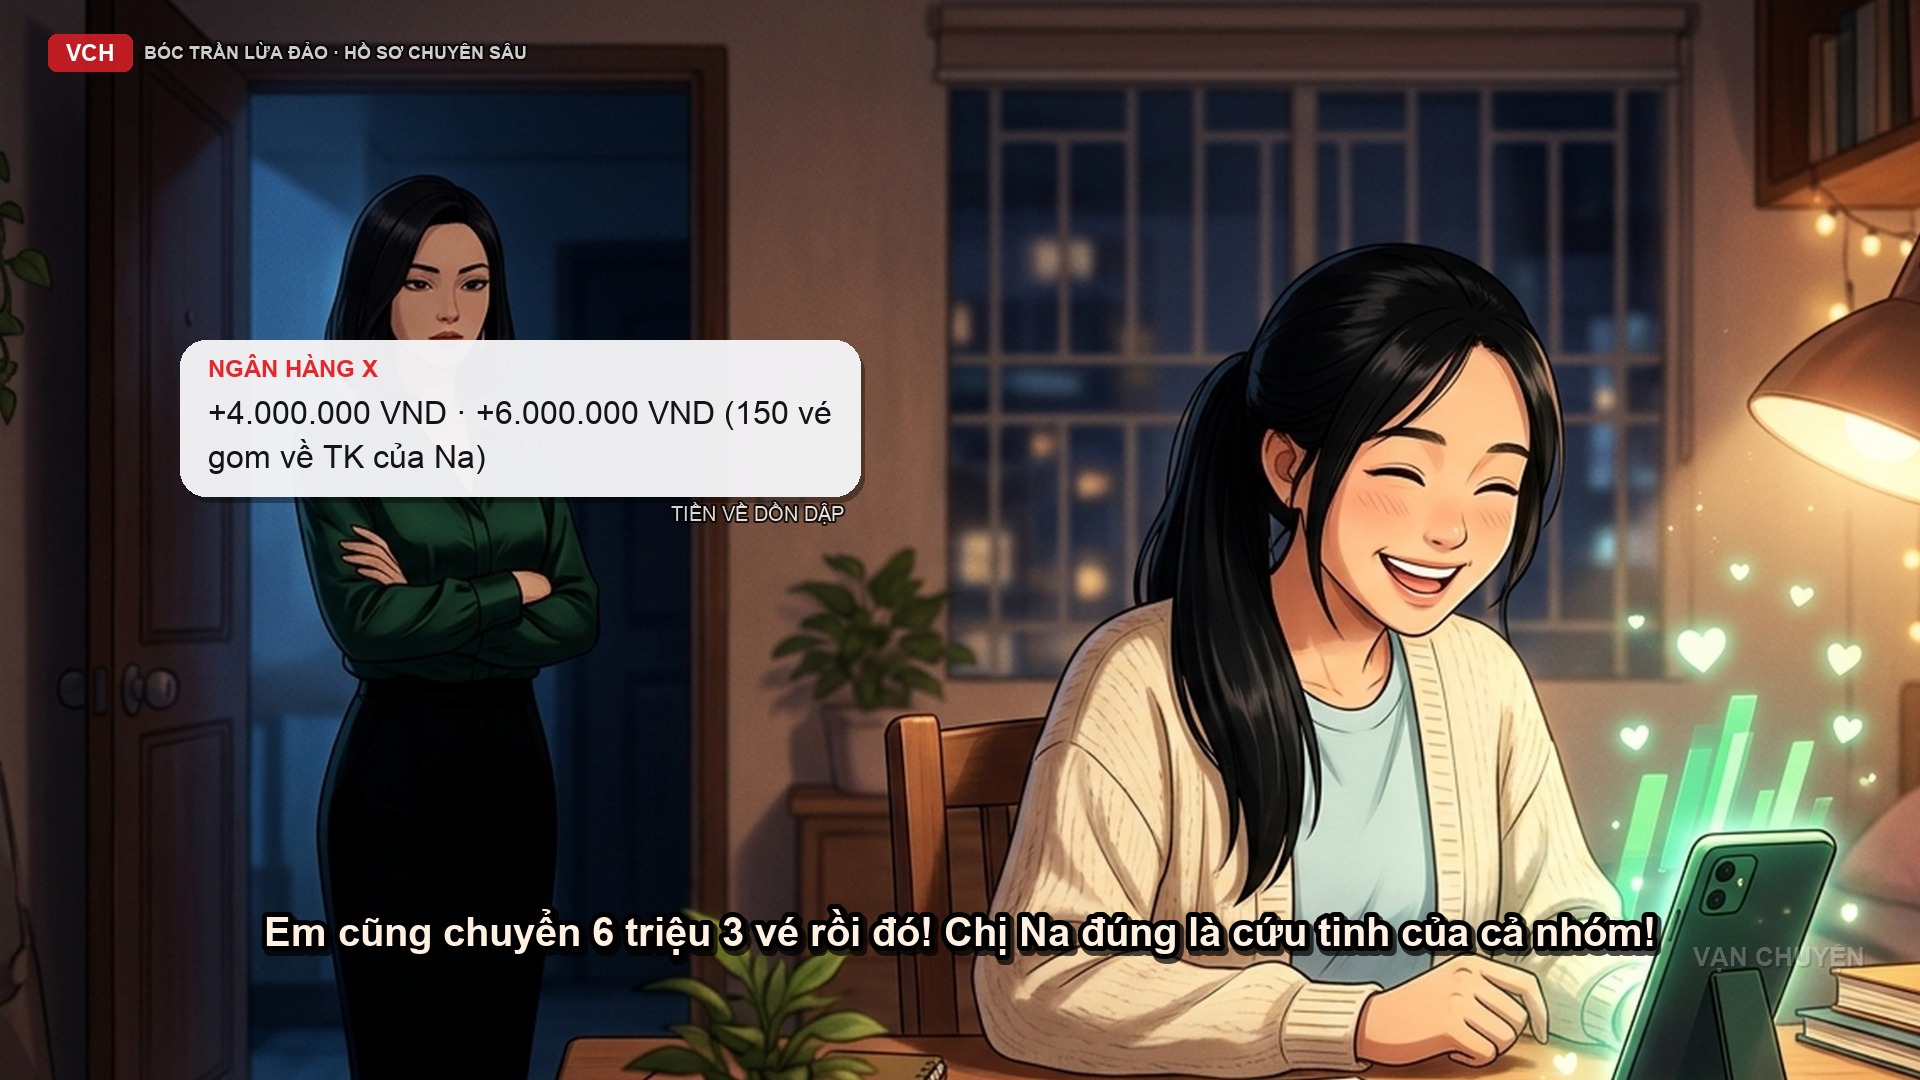 VCH BÓC TRẦN LỪA ĐẢO · HỒ SƠ CHUYÊN SÂU
NGÂN HÀNG X
+4.000.000 VND · +6.000.000 VND (150 vé
gom về TK của Na)
TIỀN VỀ DỒN DẬP
Em cũng chuyển 6 triệu 3 vé rồi đó! Chị Na đúng là cứu tinh của cả nhóm!
VẠN CHUYỆN